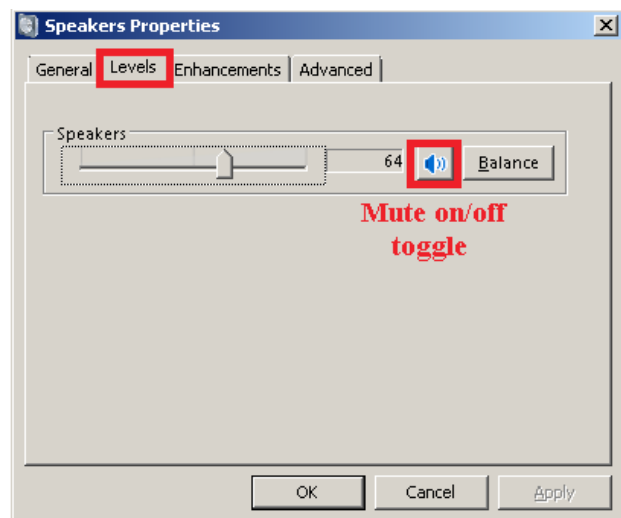 Speakers Properties
General Levels Enhancements Advanced
Speakers
64 Balance
Mute on/off
toggle
OK Cancel Apply